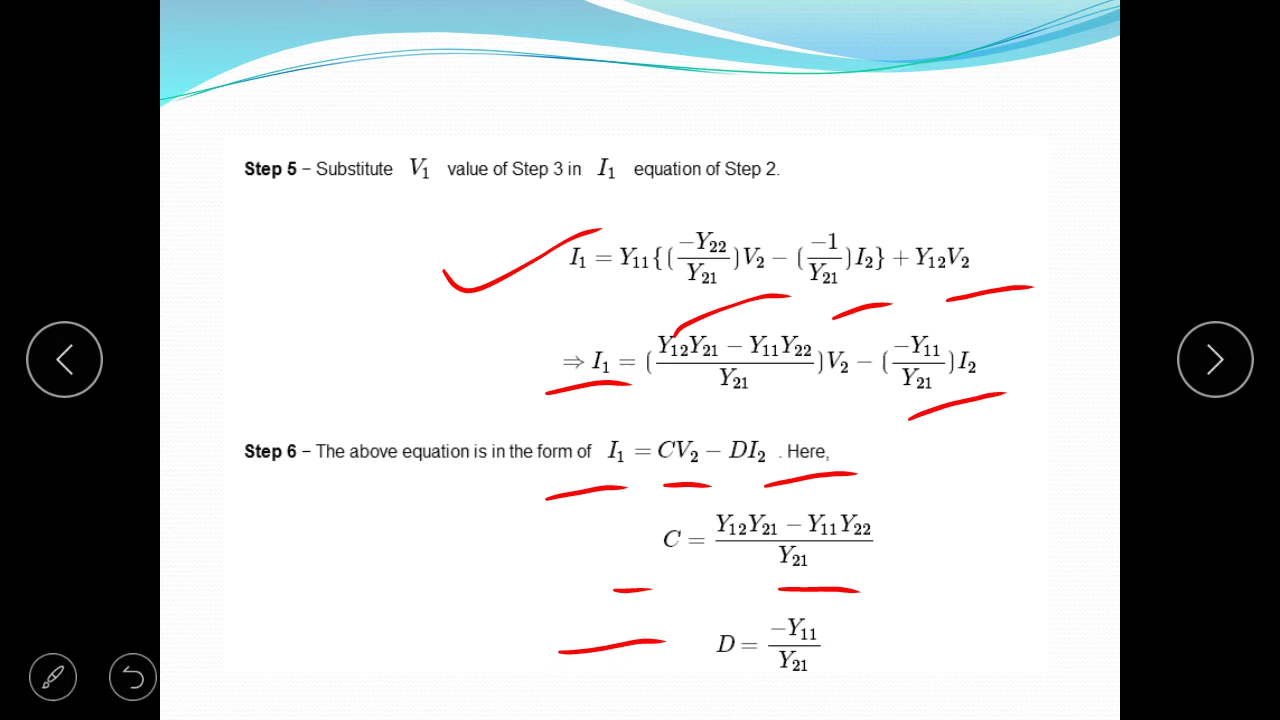 Step 5 – Substitute V₁ value of Step 3 in I₁ equation of Step 2.
I₁ = Y₁₁{(−Y₂₂/Y₂₁)V₂ − (−1/Y₂₁)I₂} + Y₁₂V₂
⇒ I₁ = ((Y₁₂Y₂₁ − Y₁₁Y₂₂)/Y₂₁)V₂ − (−Y₁₁/Y₂₁)I₂
Step 6 – The above equation is in the form of I₁ = CV₂ − DI₂ . Here,
C = (Y₁₂Y₂₁ − Y₁₁Y₂₂)/Y₂₁
D = −Y₁₁/Y₂₁